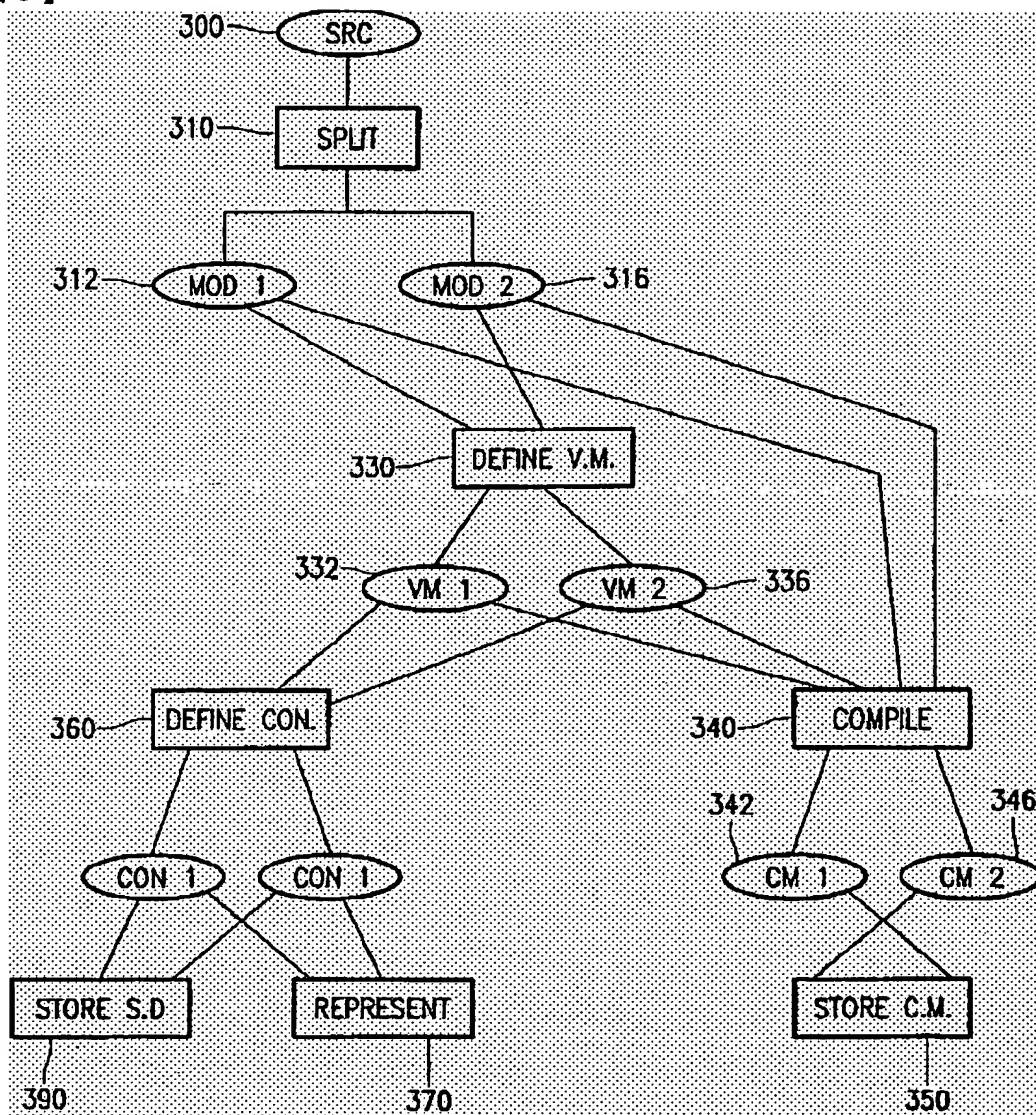 300 SRC
310 SPLIT
312 MOD 1 MOD 2 316
330 DEFINE V.M.
332 VM 1 VM 2 336
360 DEFINE CON. 340 COMPILE
342 346
CON 1 CON 1 CM 1 CM 2
STORE S.D REPRESENT STORE C.M.
390 370 350